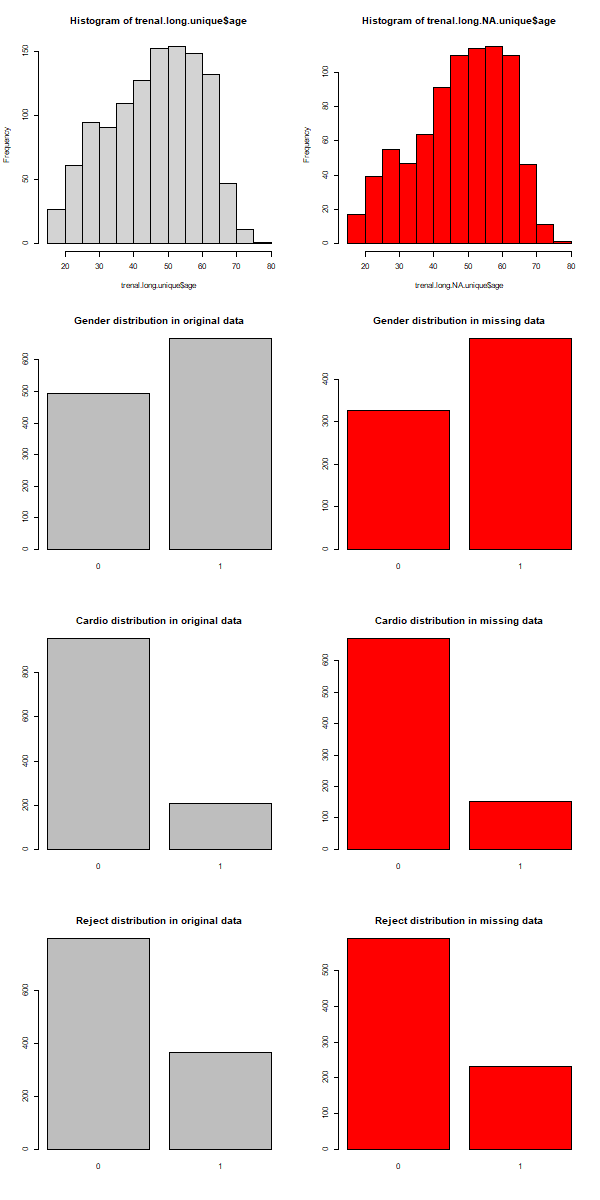 Histogram of trenal.long.unique$age
Histogram of trenal.long.NA.unique$age
Frequency
0 50 100 150
20 30 40 50 60 70 80
trenal.long.unique$age
Frequency
0 20 40 60 80 100
20 30 40 50 60 70 80
trenal.long.NA.unique$age
Gender distribution in original data
0 100 200 300 400 500 600
0 1
Gender distribution in missing data
0 100 200 300 400
0 1
Cardio distribution in original data
0 200 400 600 800
0 1
Cardio distribution in missing data
0 100 200 300 400 500 600
0 1
Reject distribution in original data
0 200 400 600
0 1
Reject distribution in missing data
0 100 200 300 400 500
0 1